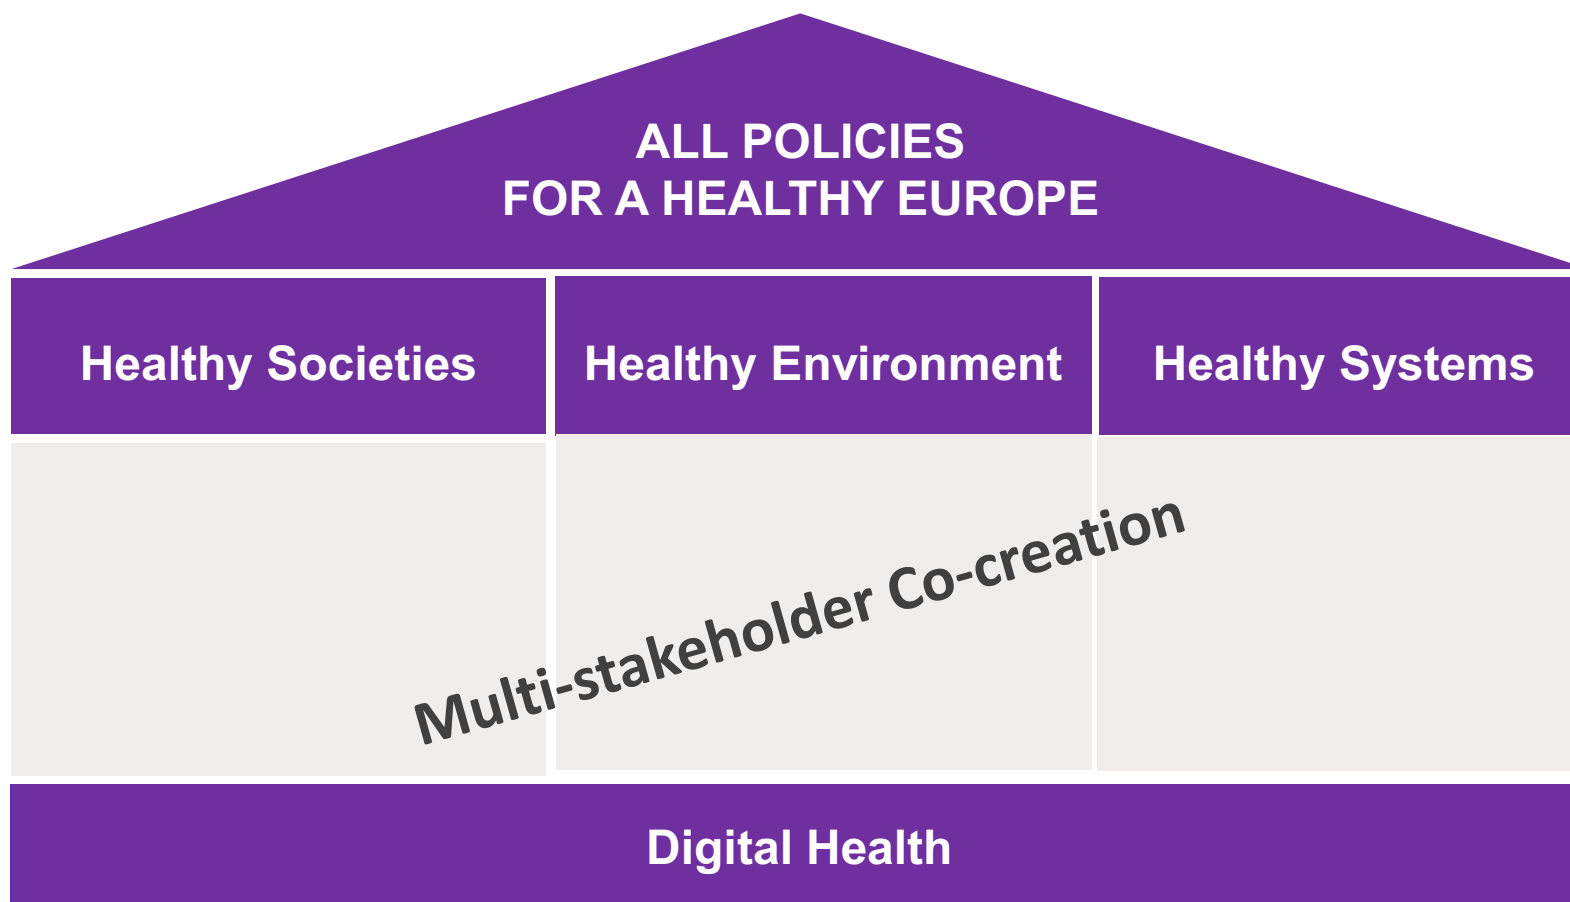 ALL POLICIES
FOR A HEALTHY EUROPE
Healthy Societies
Healthy Environment
Healthy Systems
Multi-stakeholder Co-creation
Digital Health